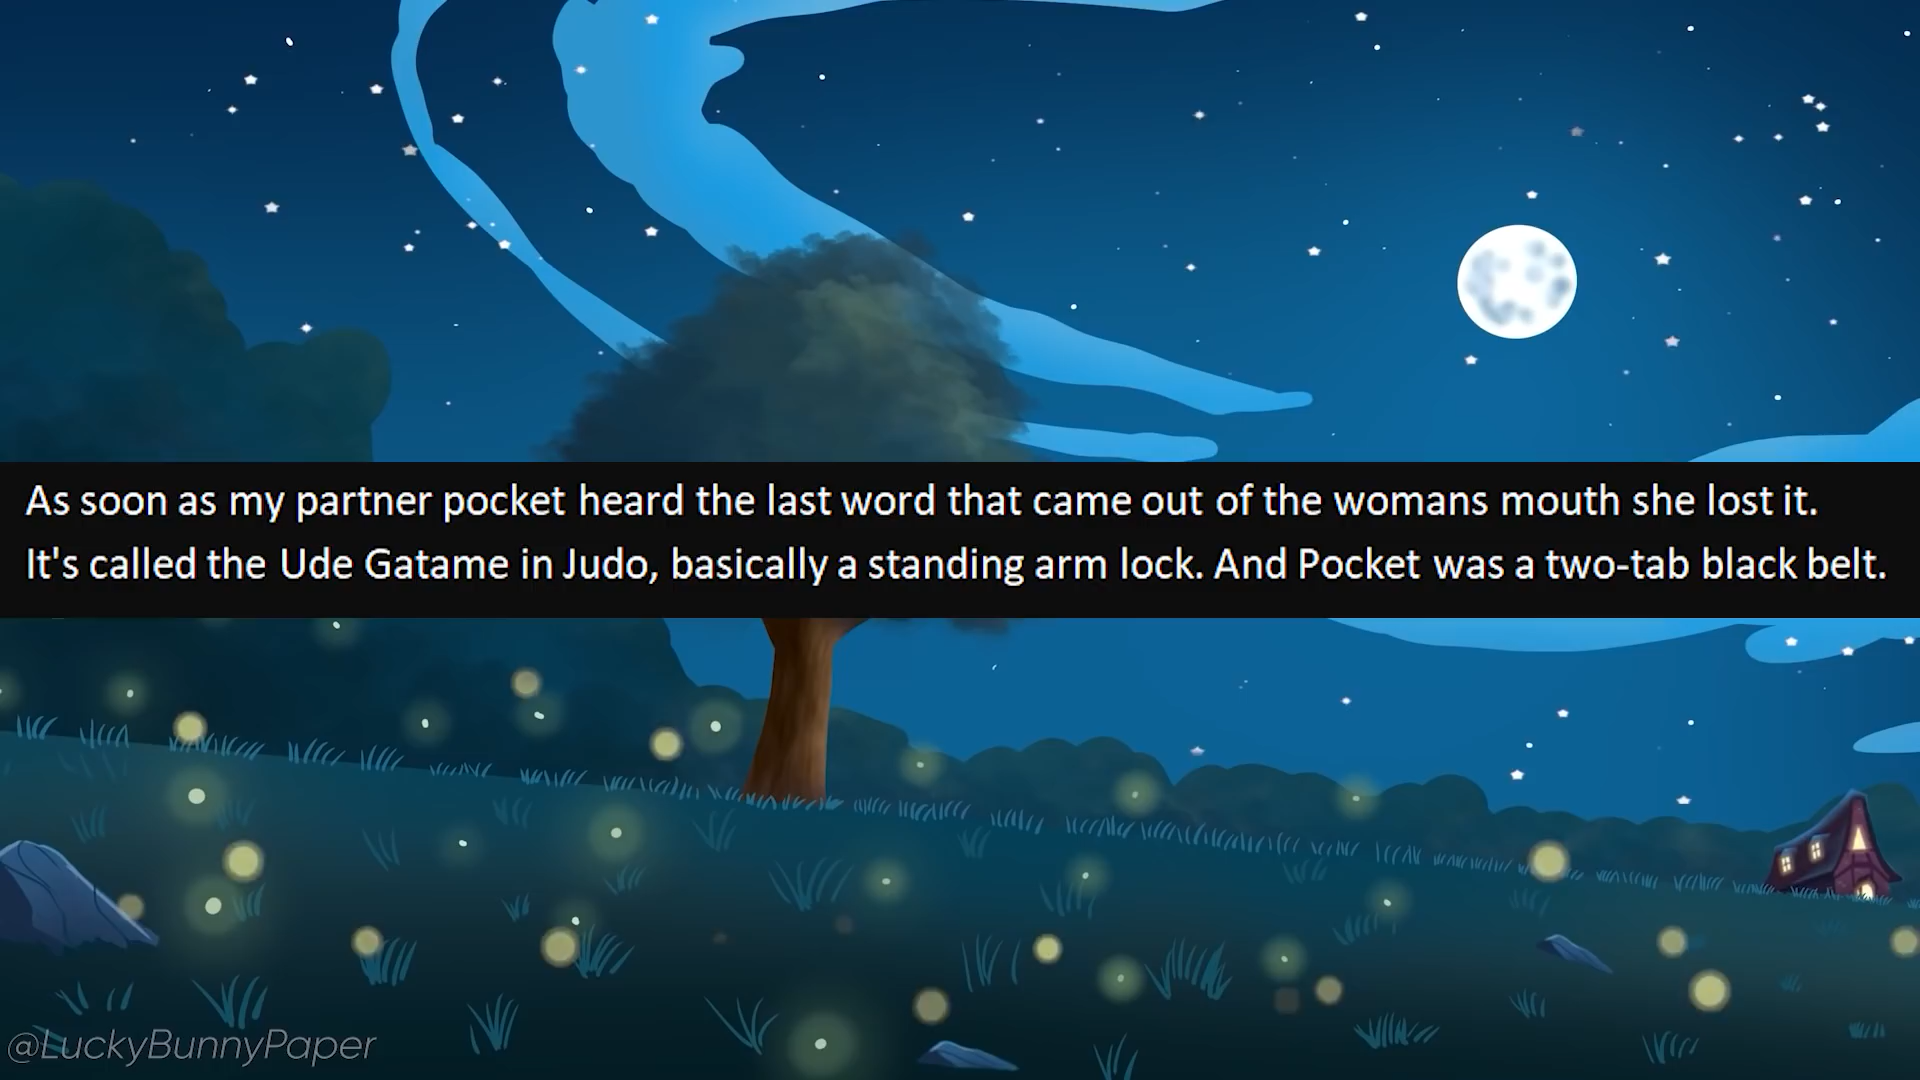 As soon as my partner pocket heard the last word that came out of the womans mouth she lost it.
It's called the Ude Gatame in Judo, basically a standing arm lock. And Pocket was a two-tab black belt.
@LuckyBunnyPaper